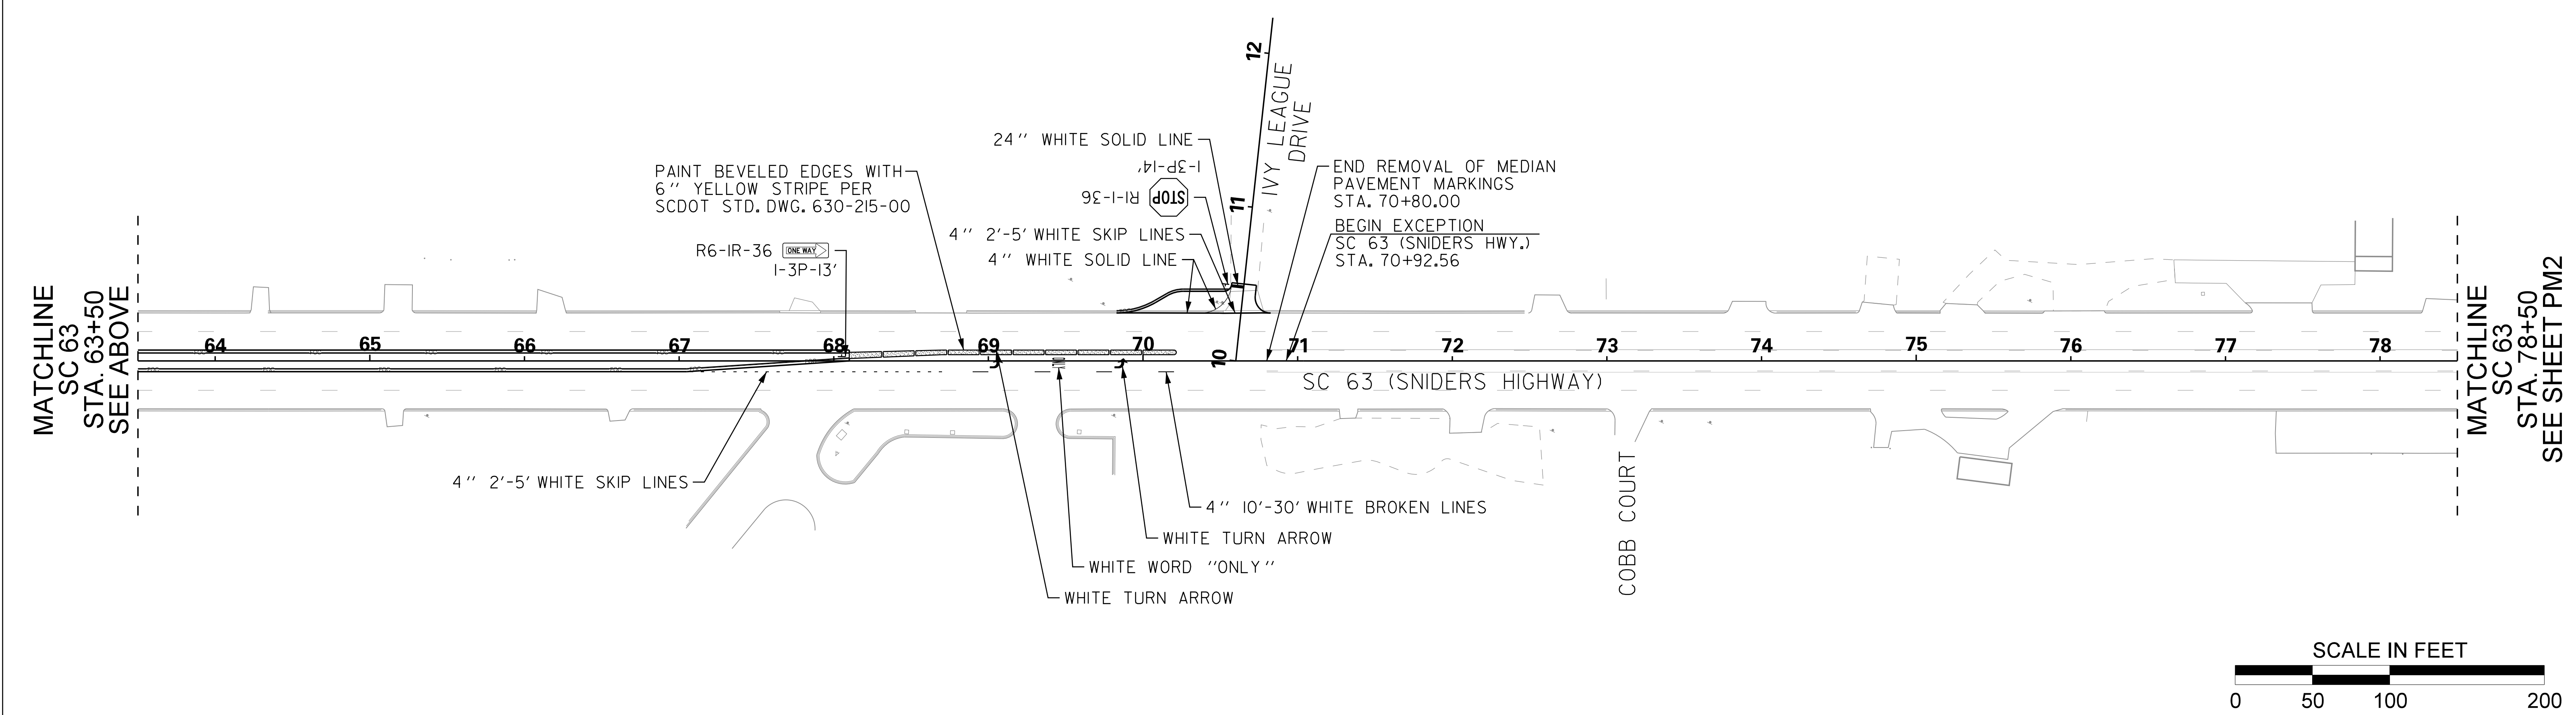 12
IVY LEAGUE
DRIVE
24" WHITE SOLID LINE
1-3P-14'
STOP
R1-1-36
11
PAINT BEVELED EDGES WITH
6" YELLOW STRIPE PER
SCDOT STD. DWG. 630-215-00
END REMOVAL OF MEDIAN
PAVEMENT MARKINGS
STA. 70+80.00
BEGIN EXCEPTION
SC 63 (SNIDERS HWY.)
STA. 70+92.56
4" 2'-5' WHITE SKIP LINES
4" WHITE SOLID LINE
R6-1R-36
ONE WAY
1-3P-13'
MATCHLINE
SC 63
STA. 63+50
SEE ABOVE
64 65 66 67 68 69 70 71 72 73 74 75 76 77 78
10
SC 63 (SNIDERS HIGHWAY)
MATCHLINE
SC 63
STA. 78+50
SEE SHEET PM2
4" 2'-5' WHITE SKIP LINES
4" 10'-30' WHITE BROKEN LINES
WHITE TURN ARROW
WHITE WORD "ONLY"
WHITE TURN ARROW
COBB COURT
SCALE IN FEET
0 50 100 200